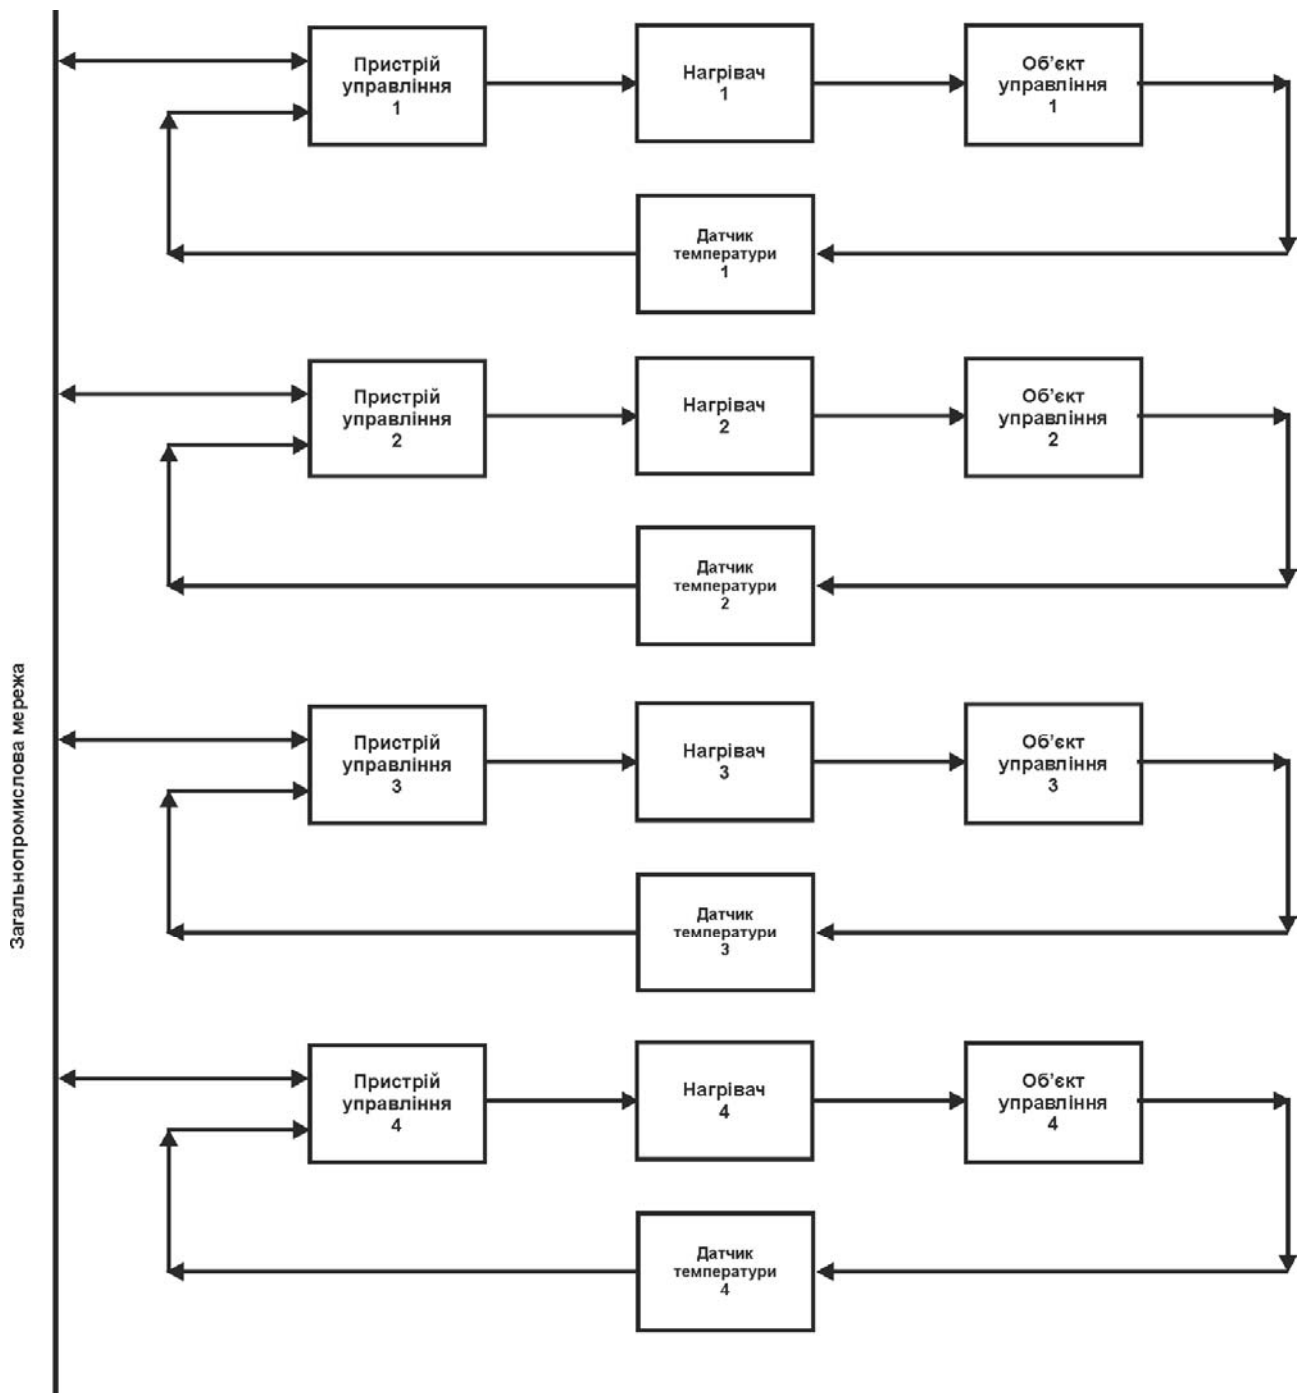 Пристрій
управління
1
Нагрівач
1
Об'єкт
управління
1
Датчик
температури
1
Пристрій
управління
2
Нагрівач
2
Об'єкт
управління
2
Датчик
температури
2
Загальнопромислова мережа
Пристрій
управління
3
Нагрівач
3
Об'єкт
управління
3
Датчик
температури
3
Пристрій
управління
4
Нагрівач
4
Об'єкт
управління
4
Датчик
температури
4